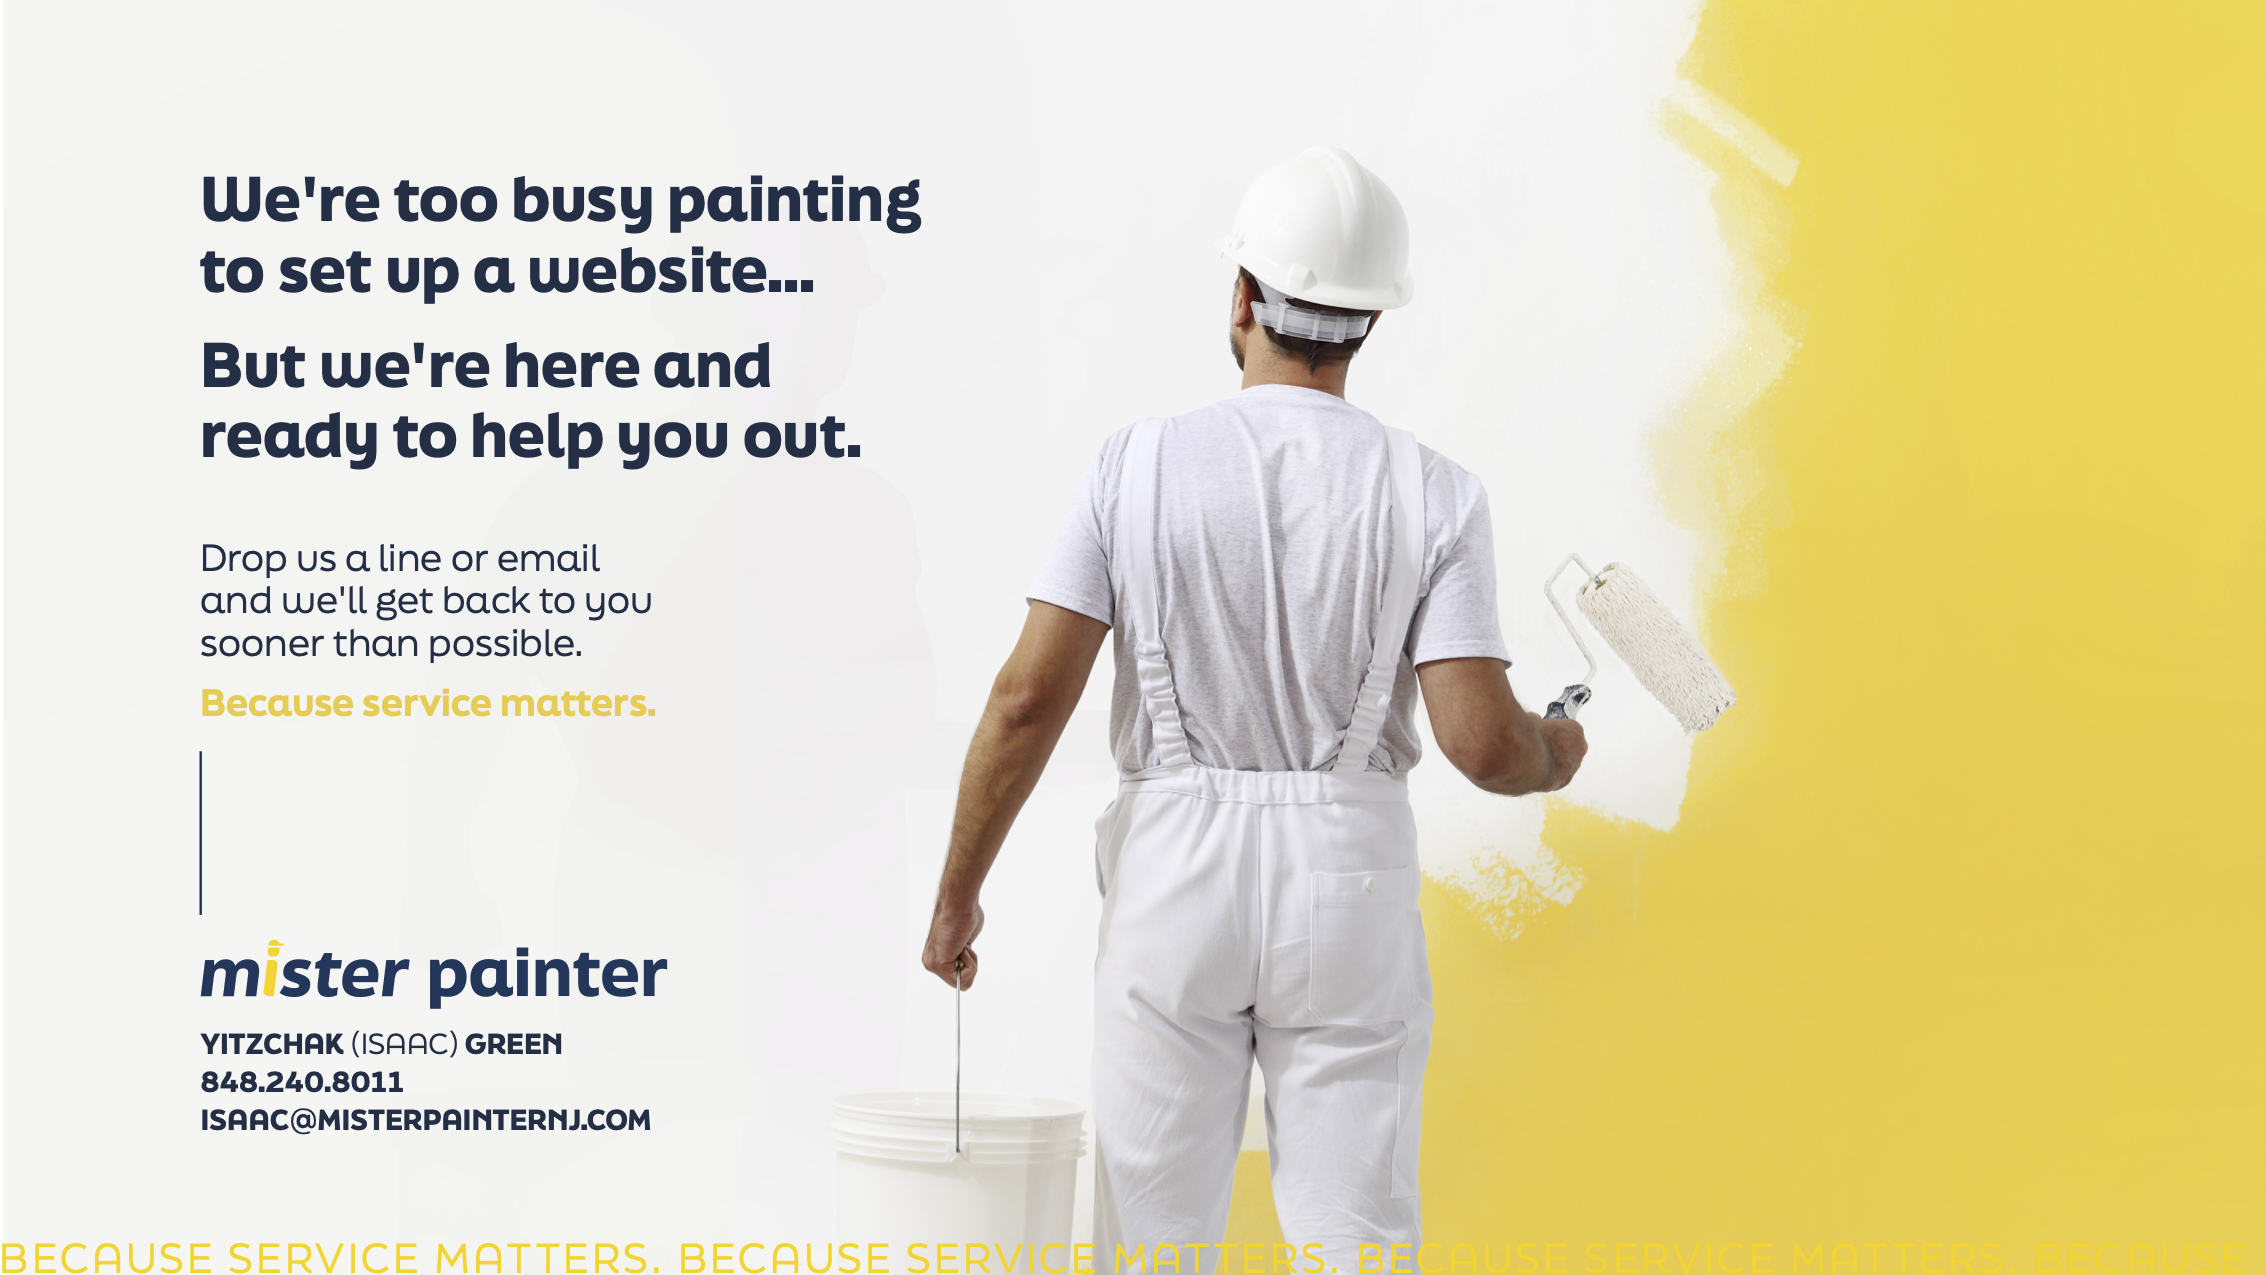 We're too busy painting
to set up a website...
But we're here and
ready to help you out.
Drop us a line or email
and we'll get back to you
sooner than possible.
Because service matters.
mister painter
YITZCHAK (ISAAC) GREEN
848.240.8011
ISAAC@MISTERPAINTERNJ.COM
BECAUSE SERVICE MATTERS. BECAUSE SERVICE MATTERS. BECAUSE SERVICE MATTERS. BECAUSE